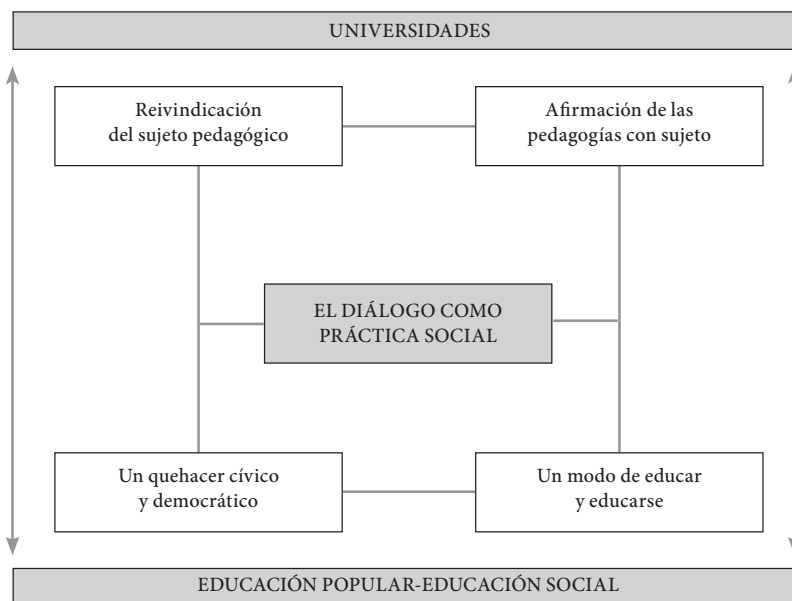 UNIVERSIDADES
Reivindicación
del sujeto pedagógico
Afirmación de las
pedagogías con sujeto
EL DIÁLOGO COMO
PRÁCTICA SOCIAL
Un quehacer cívico
y democrático
Un modo de educar
y educarse
EDUCACIÓN POPULAR-EDUCACIÓN SOCIAL